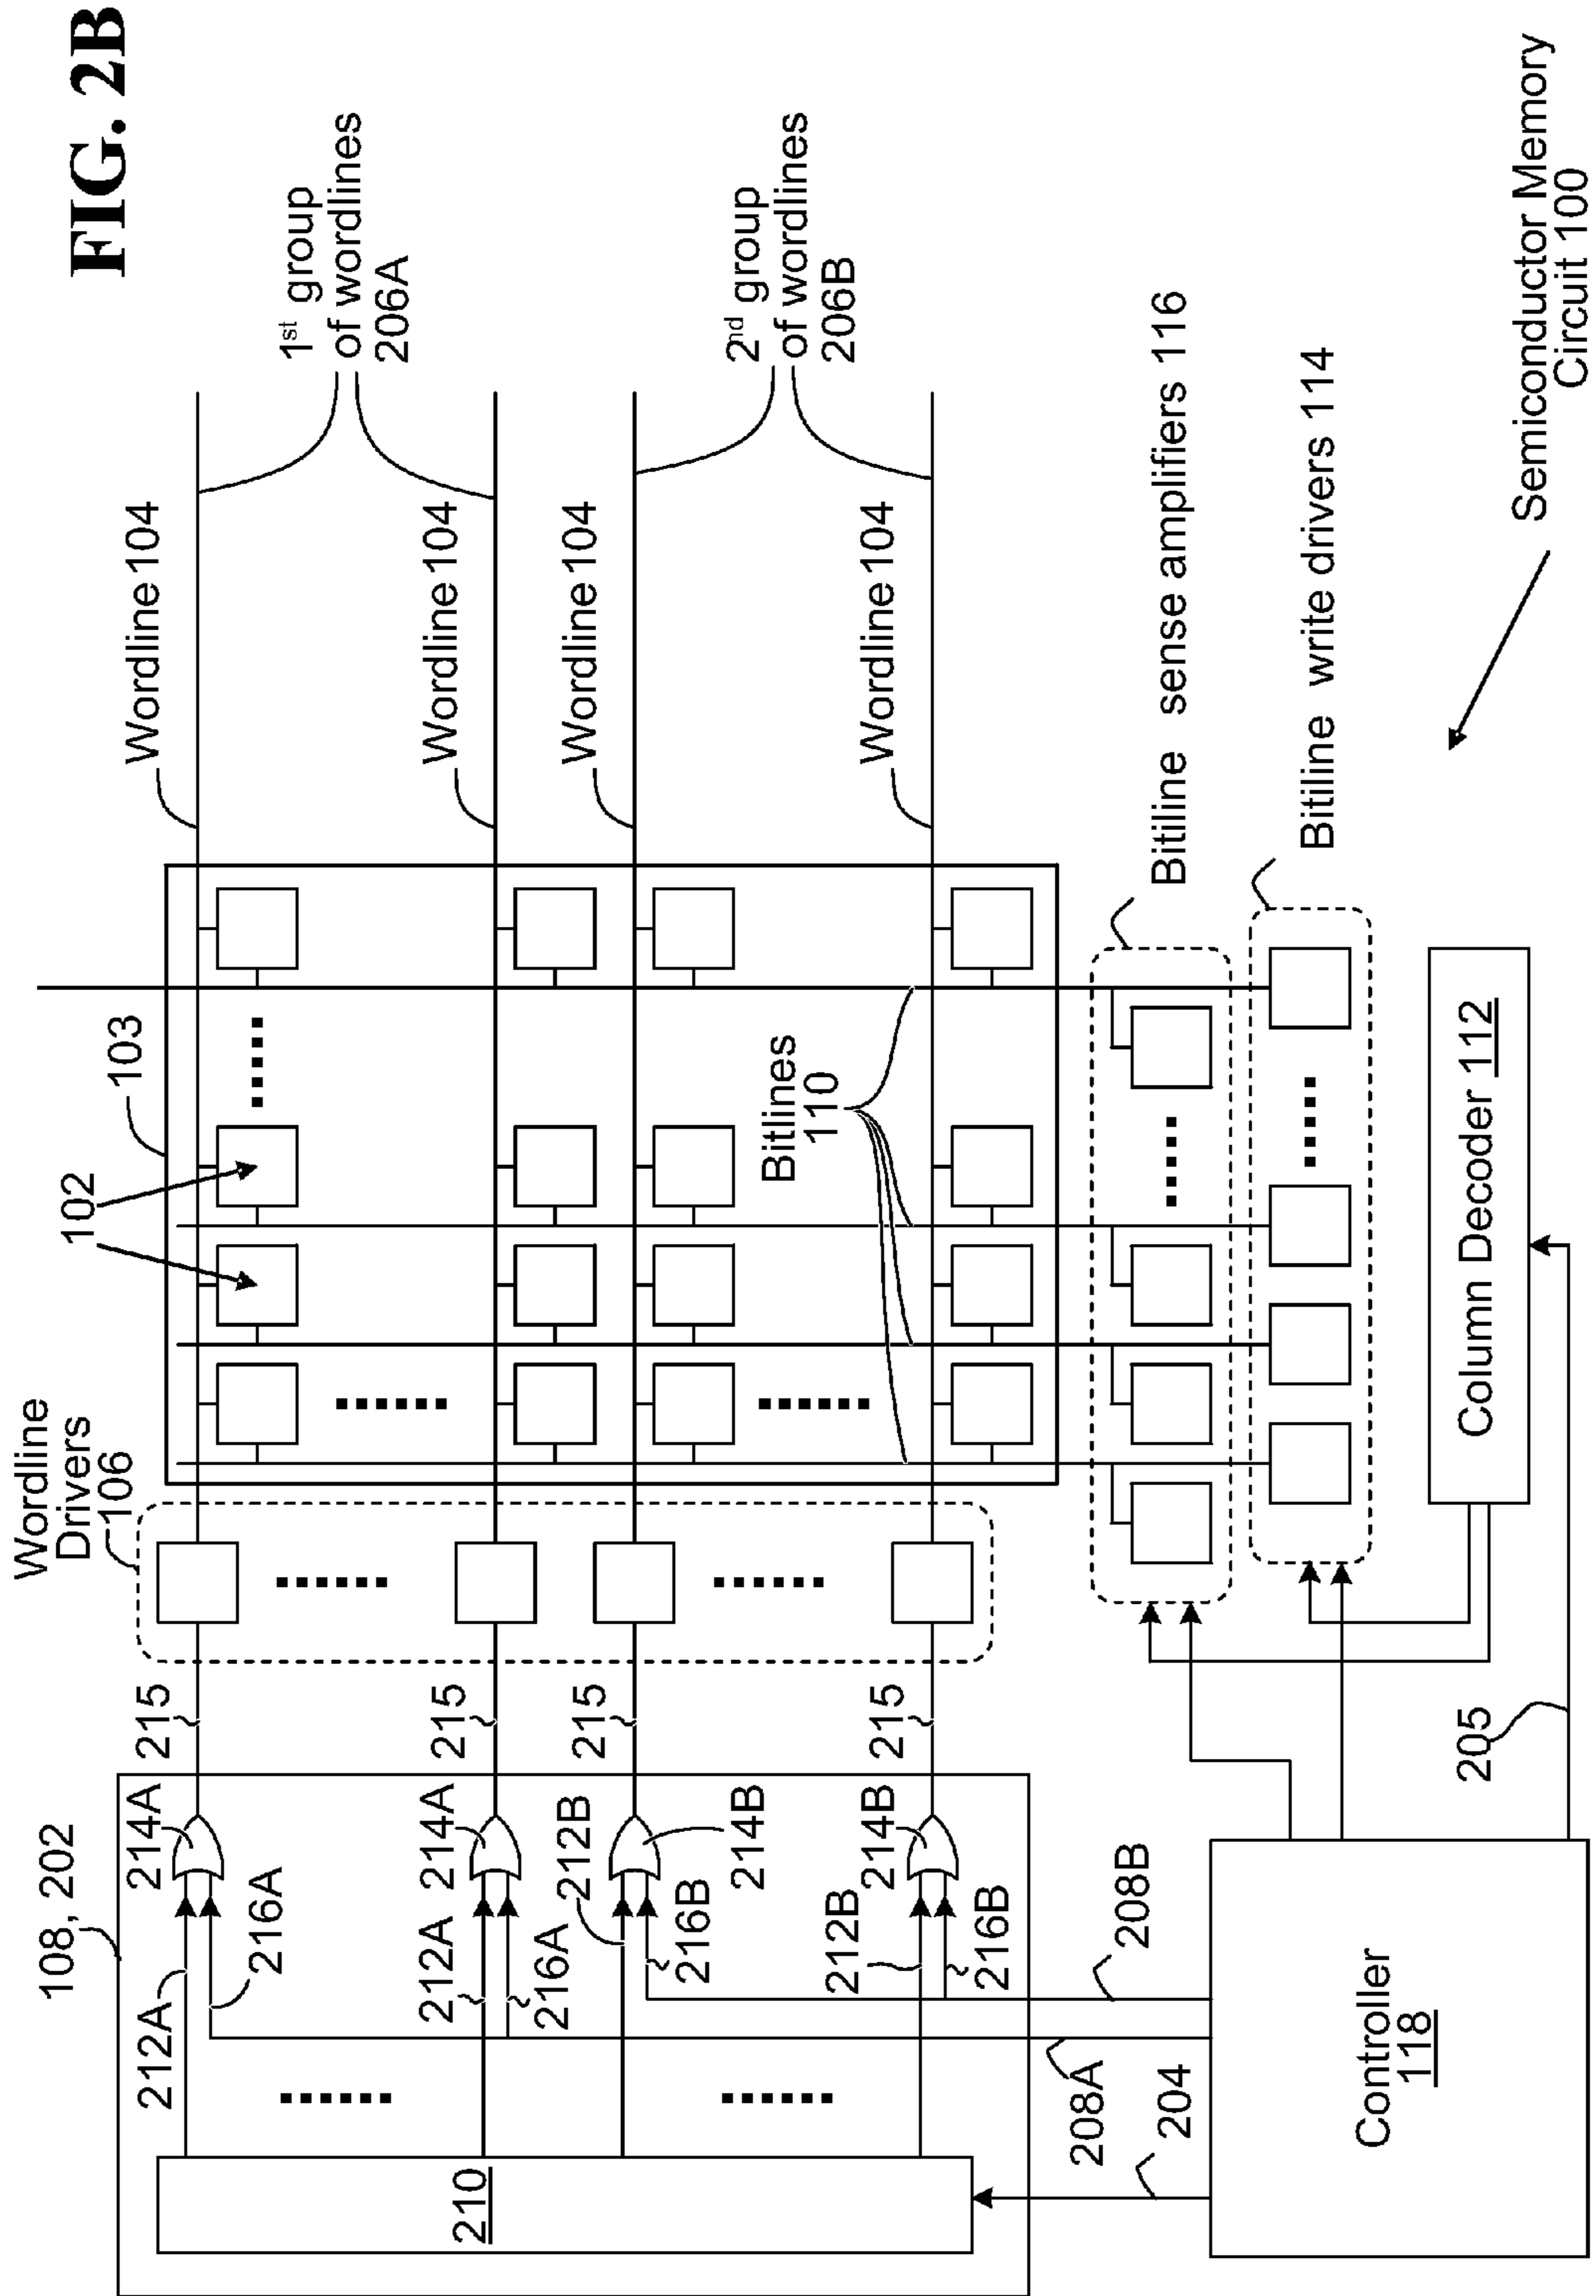 FIG. 2B
Wordline
Drivers
106
102
103
Wordline 104
1st group
of wordlines
206A
108, 202
212A
214A
215
216A
Wordline 104
212A
214A
215
216A
Wordline 104
2nd group
of wordlines
206B
212B
215
216B
214B
Bitlines
110
Wordline 104
212B
214B
215
216B
210
208A
208B
204
Bitiline sense amplifiers 116
Bitiline write drivers 114
Controller
118
205
Column Decoder 112
Semiconductor Memory
Circuit 100